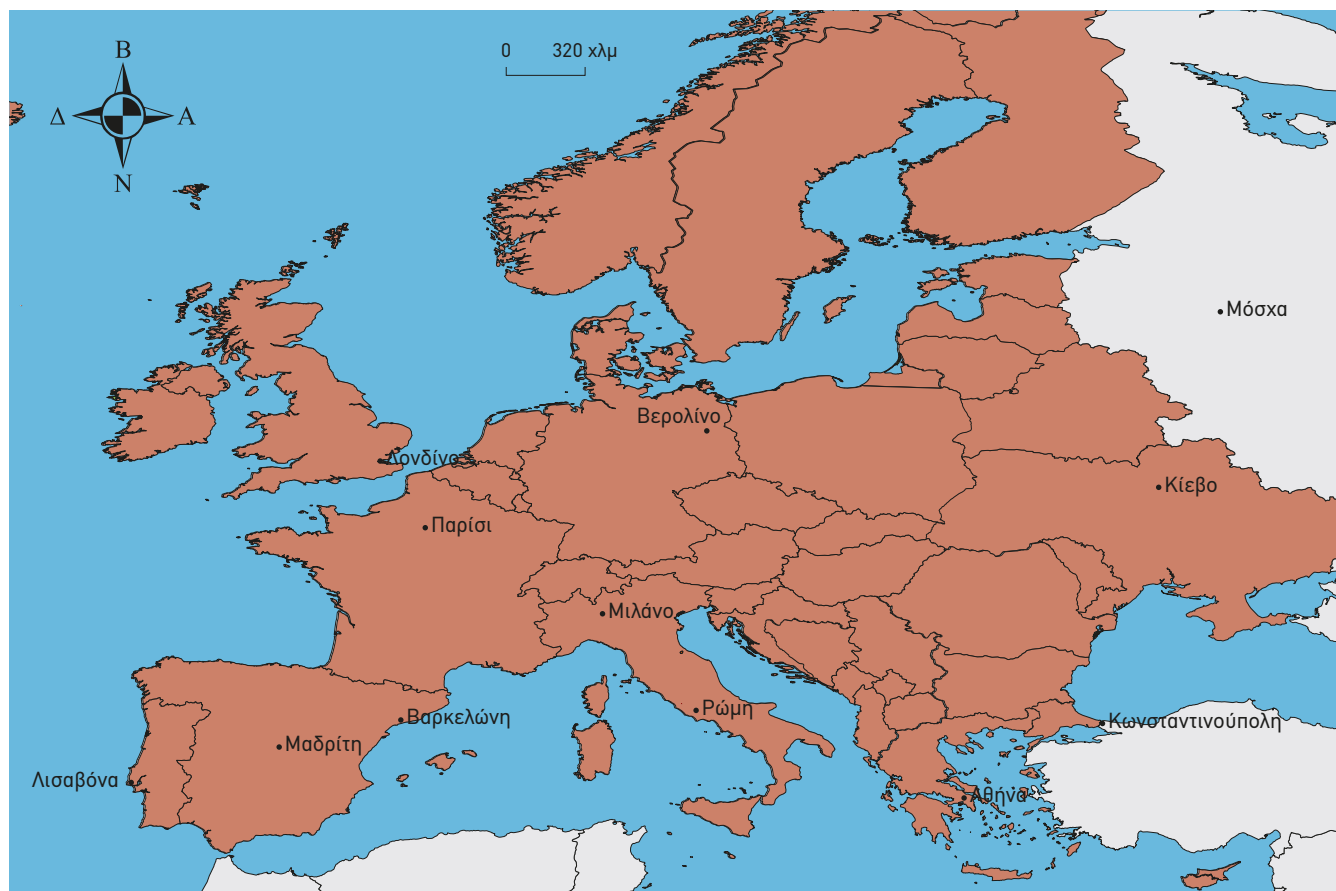 Β
0 320 χλμ
Δ Α
Ν
Μόσχα
Βερολίνο
Λονδίνο
Κίεβο
Παρίσι
Μιλάνο
Ρώμη
Βαρκελώνη
Κωνσταντινούπολη
Μαδρίτη
Λισαβόνα
Αθήνα